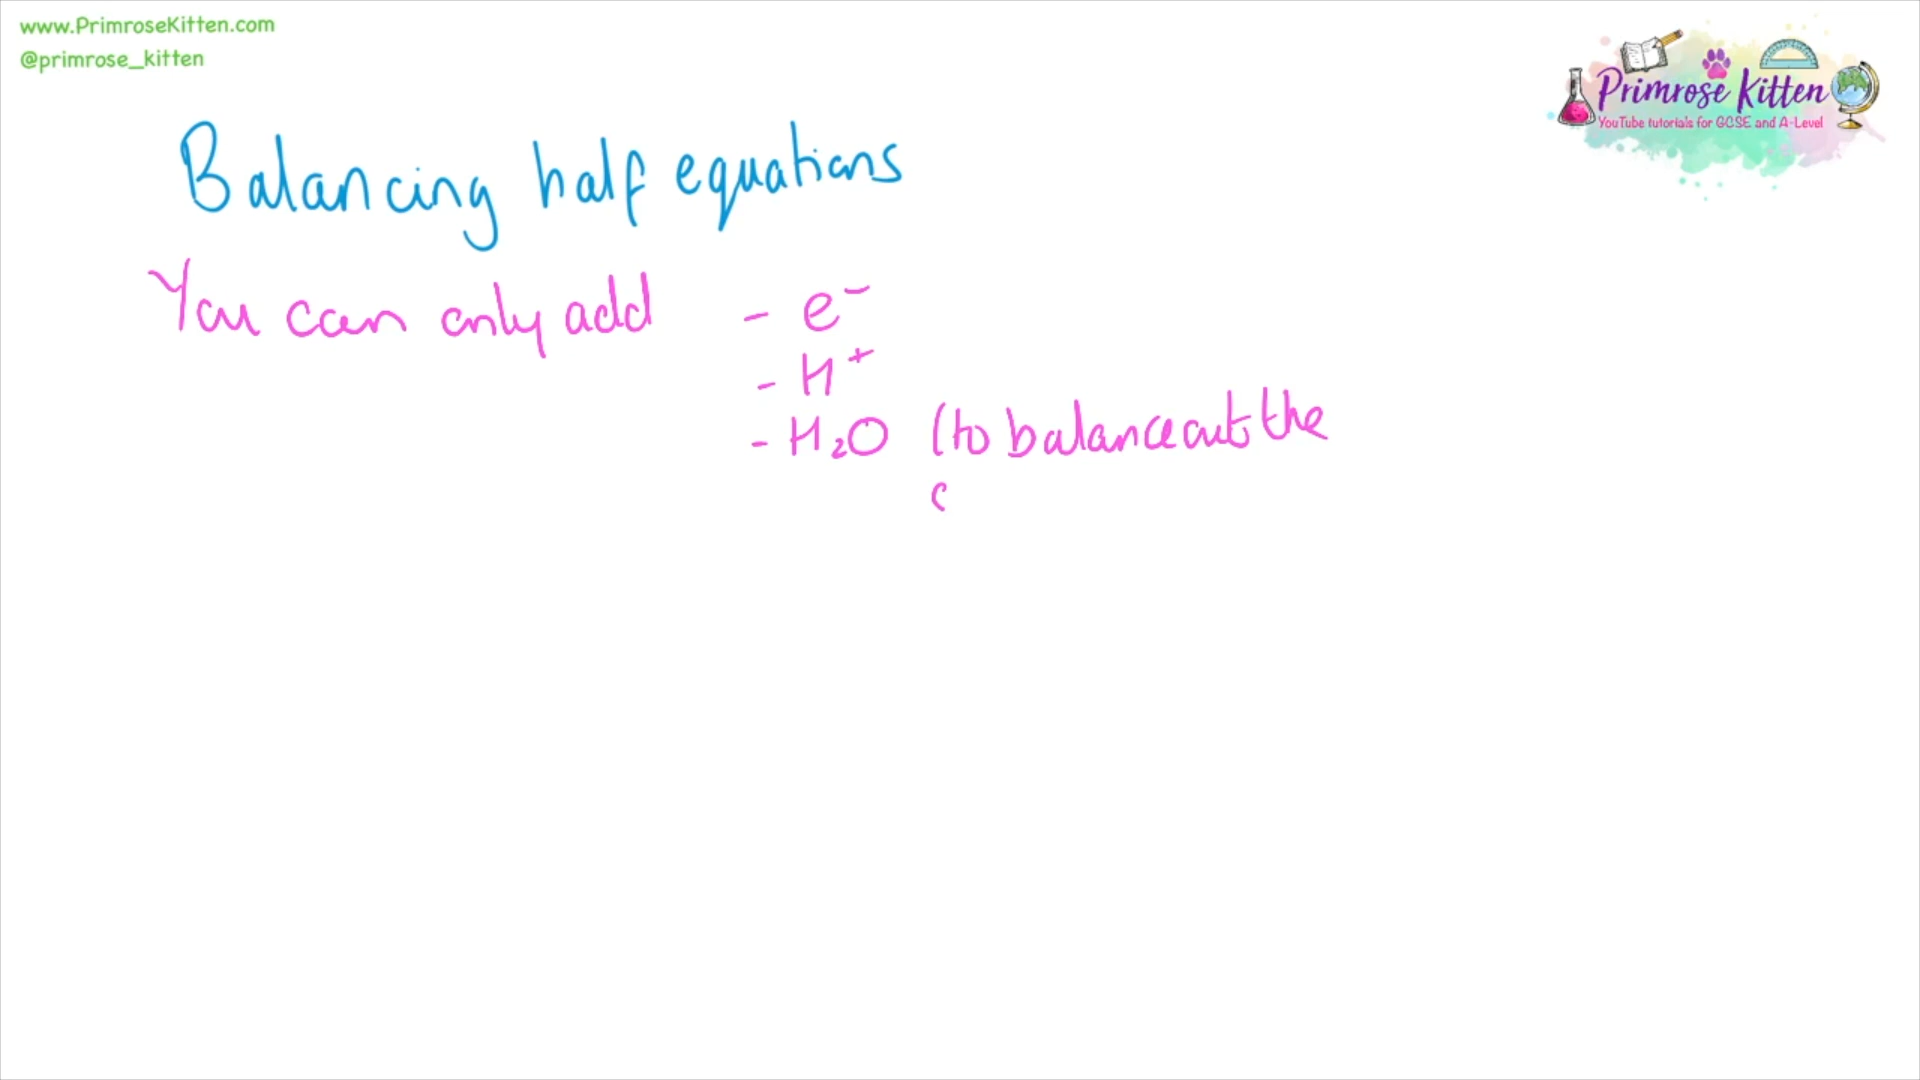 www.PrimroseKitten.com
@primrose_kitten
Primrose Kitten
YouTube tutorials for GCSE and A-Level
Balancing half equations
You can only add - e⁻
- H⁺
- H₂O (to balance out the